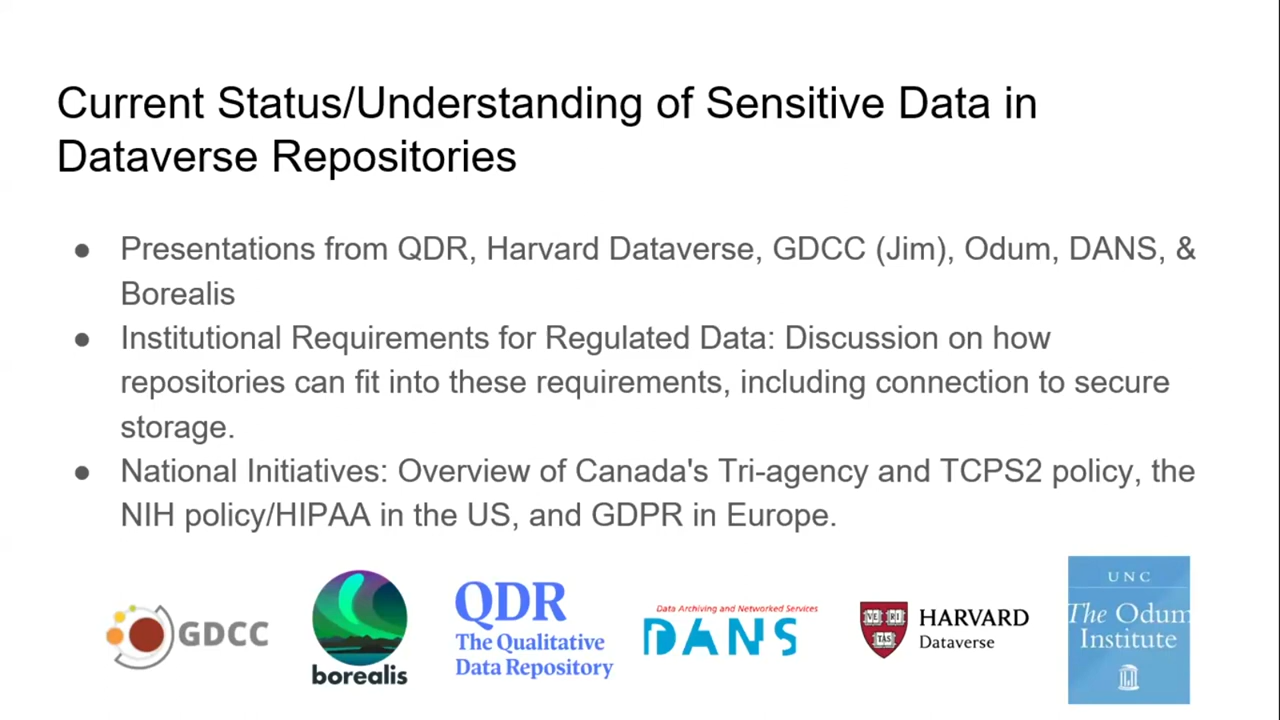 Current Status/Understanding of Sensitive Data in
Dataverse Repositories
● Presentations from QDR, Harvard Dataverse, GDCC (Jim), Odum, DANS, &
Borealis
● Institutional Requirements for Regulated Data: Discussion on how
repositories can fit into these requirements, including connection to secure
storage.
● National Initiatives: Overview of Canada's Tri-agency and TCPS2 policy, the
NIH policy/HIPAA in the US, and GDPR in Europe.
GDCC
borealis
QDR
The Qualitative
Data Repository
Data Archiving and Networked Services
DANS
VE RI
TAS
HARVARD
Dataverse
UNC
The Odum
Institute